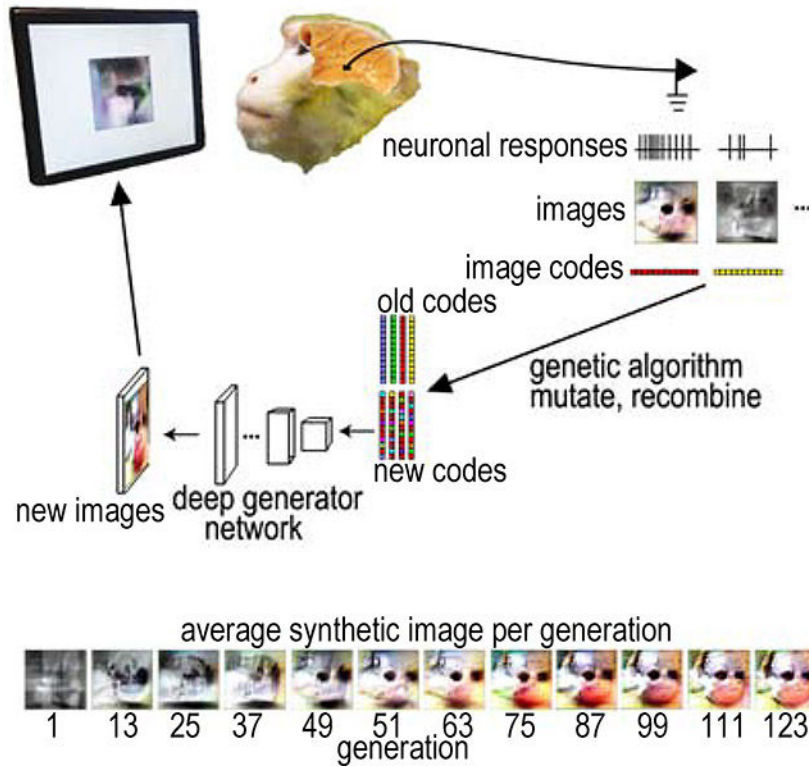 neuronal responses
images
...
image codes
old codes
genetic algorithm
mutate, recombine
...
new codes
new images
deep generator
network
average synthetic image per generation
1 13 25 37 49 51 63 75 87 99 111 123
generation